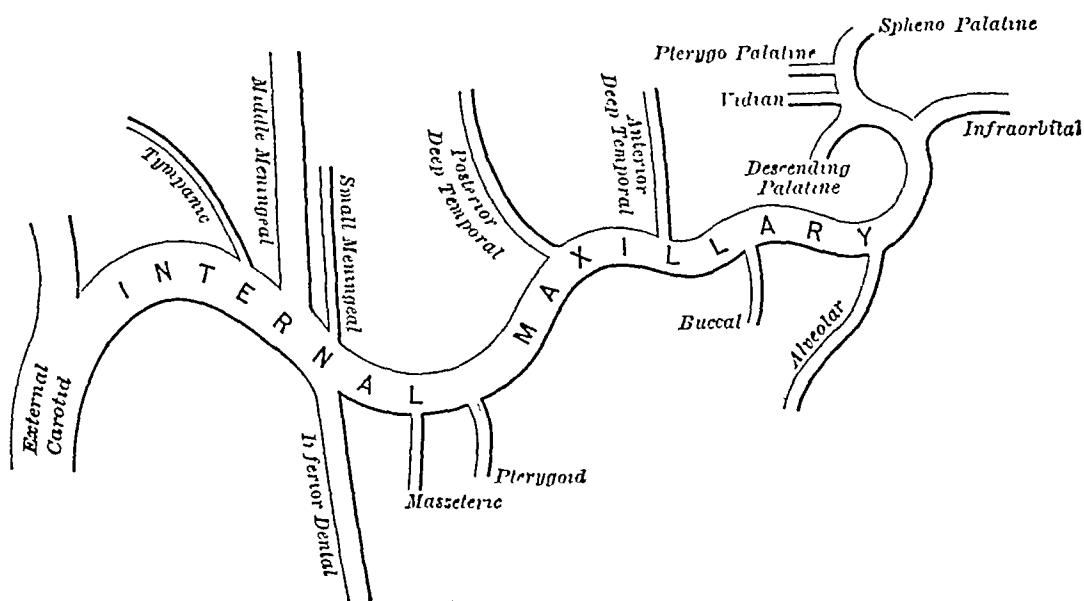 Spheno Palatine
Pterygo Palatine
Vidian
Infraorbital
Descending
Palatine
Anterior
Deep Temporal
Posterior
Deep Temporal
Middle Meningeal
Small Meningeal
Tympanic
INTERNAL MAXILLARY
External
Carotid
Buccal
Alveolar
Inferior Dental
Pterygoid
Masseteric